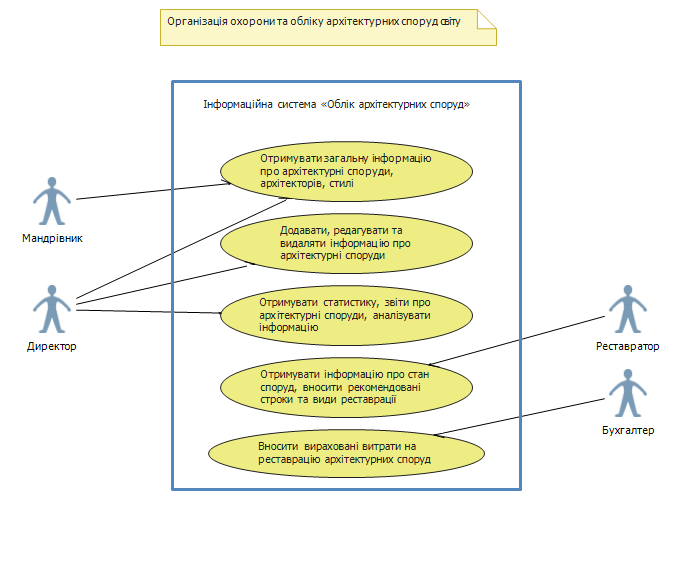 Організація охорони та обліку архітектурних споруд світу
Інформаційна система «Облік архітектурних споруд»
Отримувати загальну інформацію
про архітектурні споруди,
архітекторів, стилі
Мандрівник
Додавати, редагувати та
видаляти інформацію про
архітектурні споруди
Отримувати статистику, звіти про
архітектурні споруди, аналізувати
інформацію
Директор
Реставратор
Отримувати інформацію про стан
споруд, вносити рекомендовані
строки та види реставрації
Бухгалтер
Вносити вираховані витрати на
реставрацію архітектурних споруд